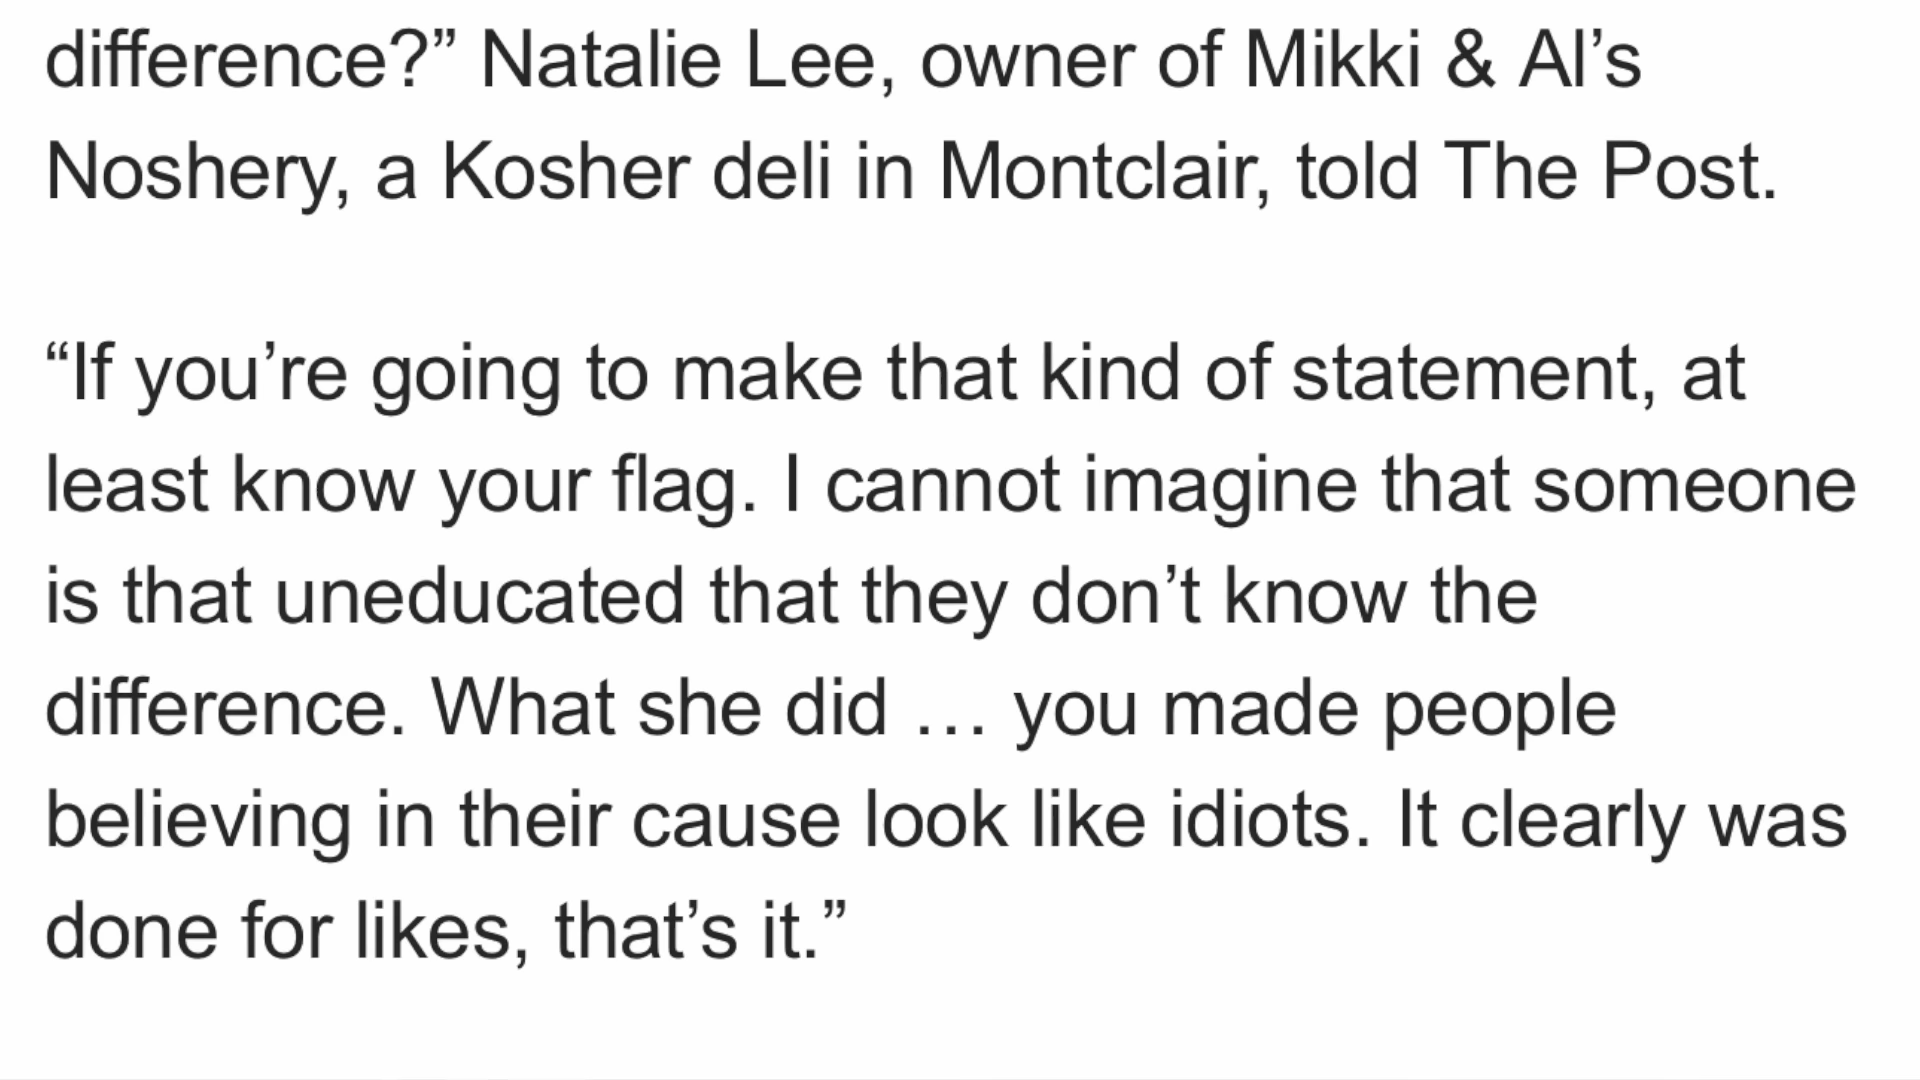 difference?” Natalie Lee, owner of Mikki & Al’s
Noshery, a Kosher deli in Montclair, told The Post.
“If you’re going to make that kind of statement, at
least know your flag. I cannot imagine that someone
is that uneducated that they don’t know the
difference. What she did … you made people
believing in their cause look like idiots. It clearly was
done for likes, that’s it.”